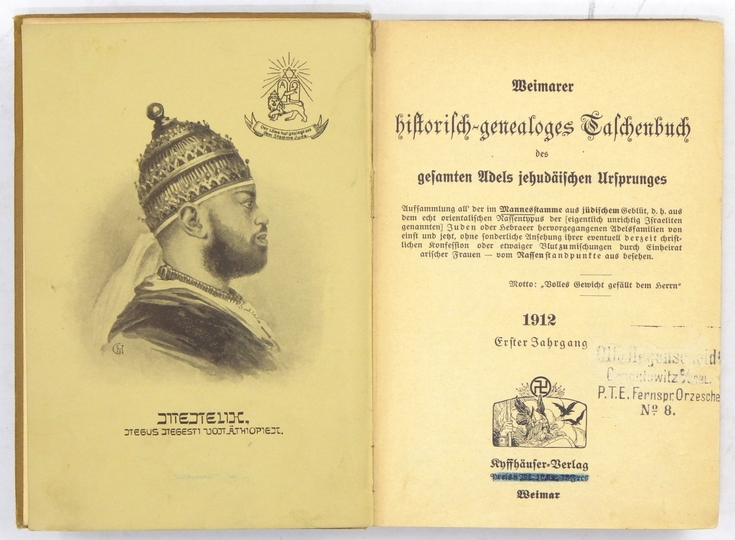 Der Löwe hat gesiegt aus
dem Stamme Juda.
MENELIK,
NEGUS NEGESTI VON ÄTHIOPIEN.
Weimarer
historisch-genealoges Taschenbuch
des
gesamten Adels jehudäischen Ursprunges
Aufsammlung all' der im Mannesstamme aus jüdischem Geblüt, d. h. aus
dem echt orientalischen Rassentypus der [eigentlich unrichtig Israeliten
genannten] Juden oder Hebraeer hervorgegangenen Adelsfamilien von
einst und jetzt, ohne sonderliche Ansehung ihrer eventuell derzeit christ-
lichen Konfession oder etwaiger Blutzumischungen durch Einheirat
arischer Frauen — vom Rassenstandpunkte aus besehen.
Motto: „Volles Gewicht gefällt dem Herrn“
1912
Erster Jahrgang
P.T.E. Fernspr. Orzesche
No 8.
Kyffhäuser-Verlag
Weimar